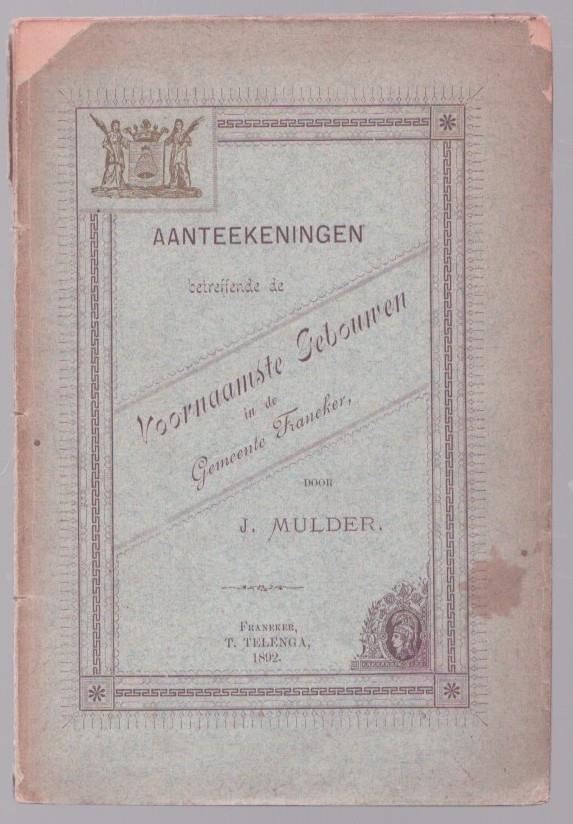 AANTEEKENINGEN
betreffende de
Voornaamste Gebouwen
in de
Gemeente Franeker,
DOOR
J. MULDER.
FRANEKER,
T. TELENGA,
1892.